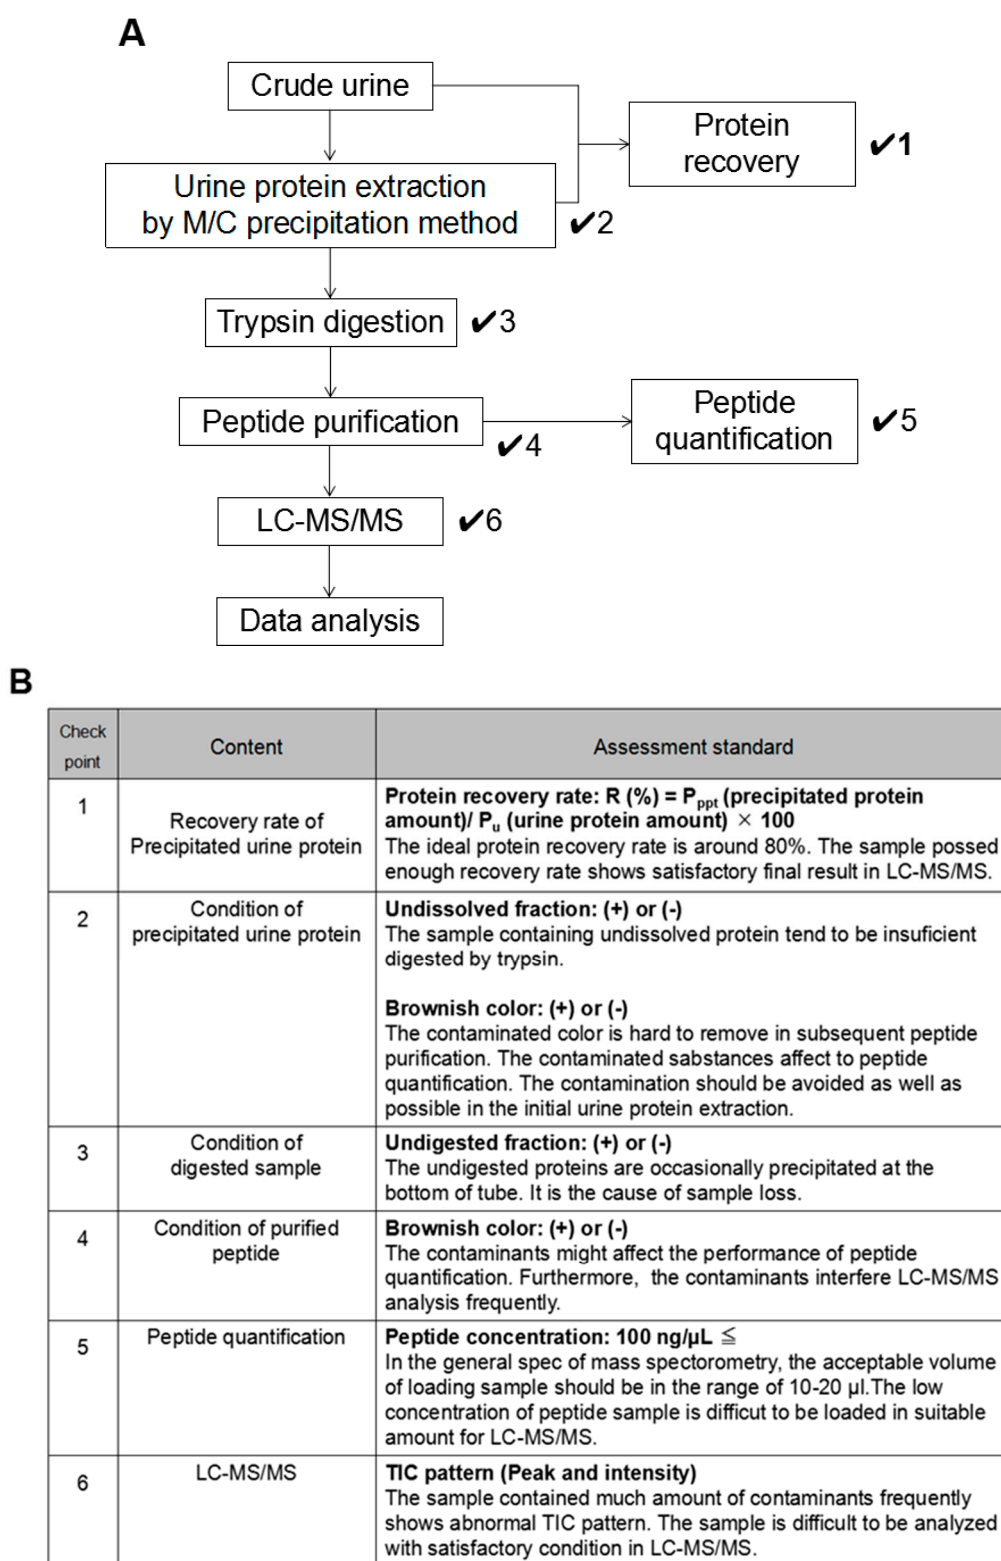 A
Crude urine
Protein
recovery
✔1
Urine protein extraction
by M/C precipitation method
✔2
Trypsin digestion
✔3
Peptide purification
✔4
Peptide
quantification
✔5
LC-MS/MS
✔6
Data analysis
B
Check
point
Content
Assessment standard
1
Recovery rate of
Precipitated urine protein
Protein recovery rate: R (%) = Pppt (precipitated protein
amount)/ Pu (urine protein amount) × 100
The ideal protein recovery rate is around 80%. The sample possed
enough recovery rate shows satisfactory final result in LC-MS/MS.
2
Condition of
precipitated urine protein
Undissolved fraction: (+) or (-)
The sample containing undissolved protein tend to be insuficient
digested by trypsin.
Brownish color: (+) or (-)
The contaminated color is hard to remove in subsequent peptide
purification. The contaminated sabstances affect to peptide
quantification. The contamination should be avoided as well as
possible in the initial urine protein extraction.
3
Condition of
digested sample
Undigested fraction: (+) or (-)
The undigested proteins are occasionally precipitated at the
bottom of tube. It is the cause of sample loss.
4
Condition of purified
peptide
Brownish color: (+) or (-)
The contaminants might affect the performance of peptide
quantification. Furthermore, the contaminants interfere LC-MS/MS
analysis frequently.
5
Peptide quantification
Peptide concentration: 100 ng/µL ≦
In the general spec of mass spectorometry, the acceptable volume
of loading sample should be in the range of 10-20 µl.The low
concentration of peptide sample is difficut to be loaded in suitable
amount for LC-MS/MS.
6
LC-MS/MS
TIC pattern (Peak and intensity)
The sample contained much amount of contaminants frequently
shows abnormal TIC pattern. The sample is difficult to be analyzed
with satisfactory condition in LC-MS/MS.